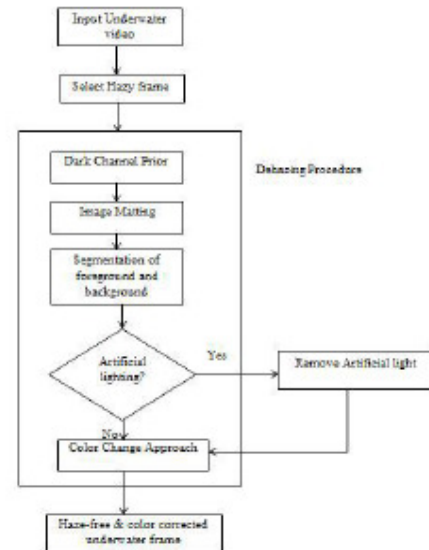 Input Underwater
video
Select Hazy frame
Dark Channel Prior
Dehazing Procedure
Image Matting
Segmentation of
foreground and
background
Artificial
lighting?
Yes
Remove Artificial light
No
Color Change Approach
Haze-free & color corrected
underwater frame